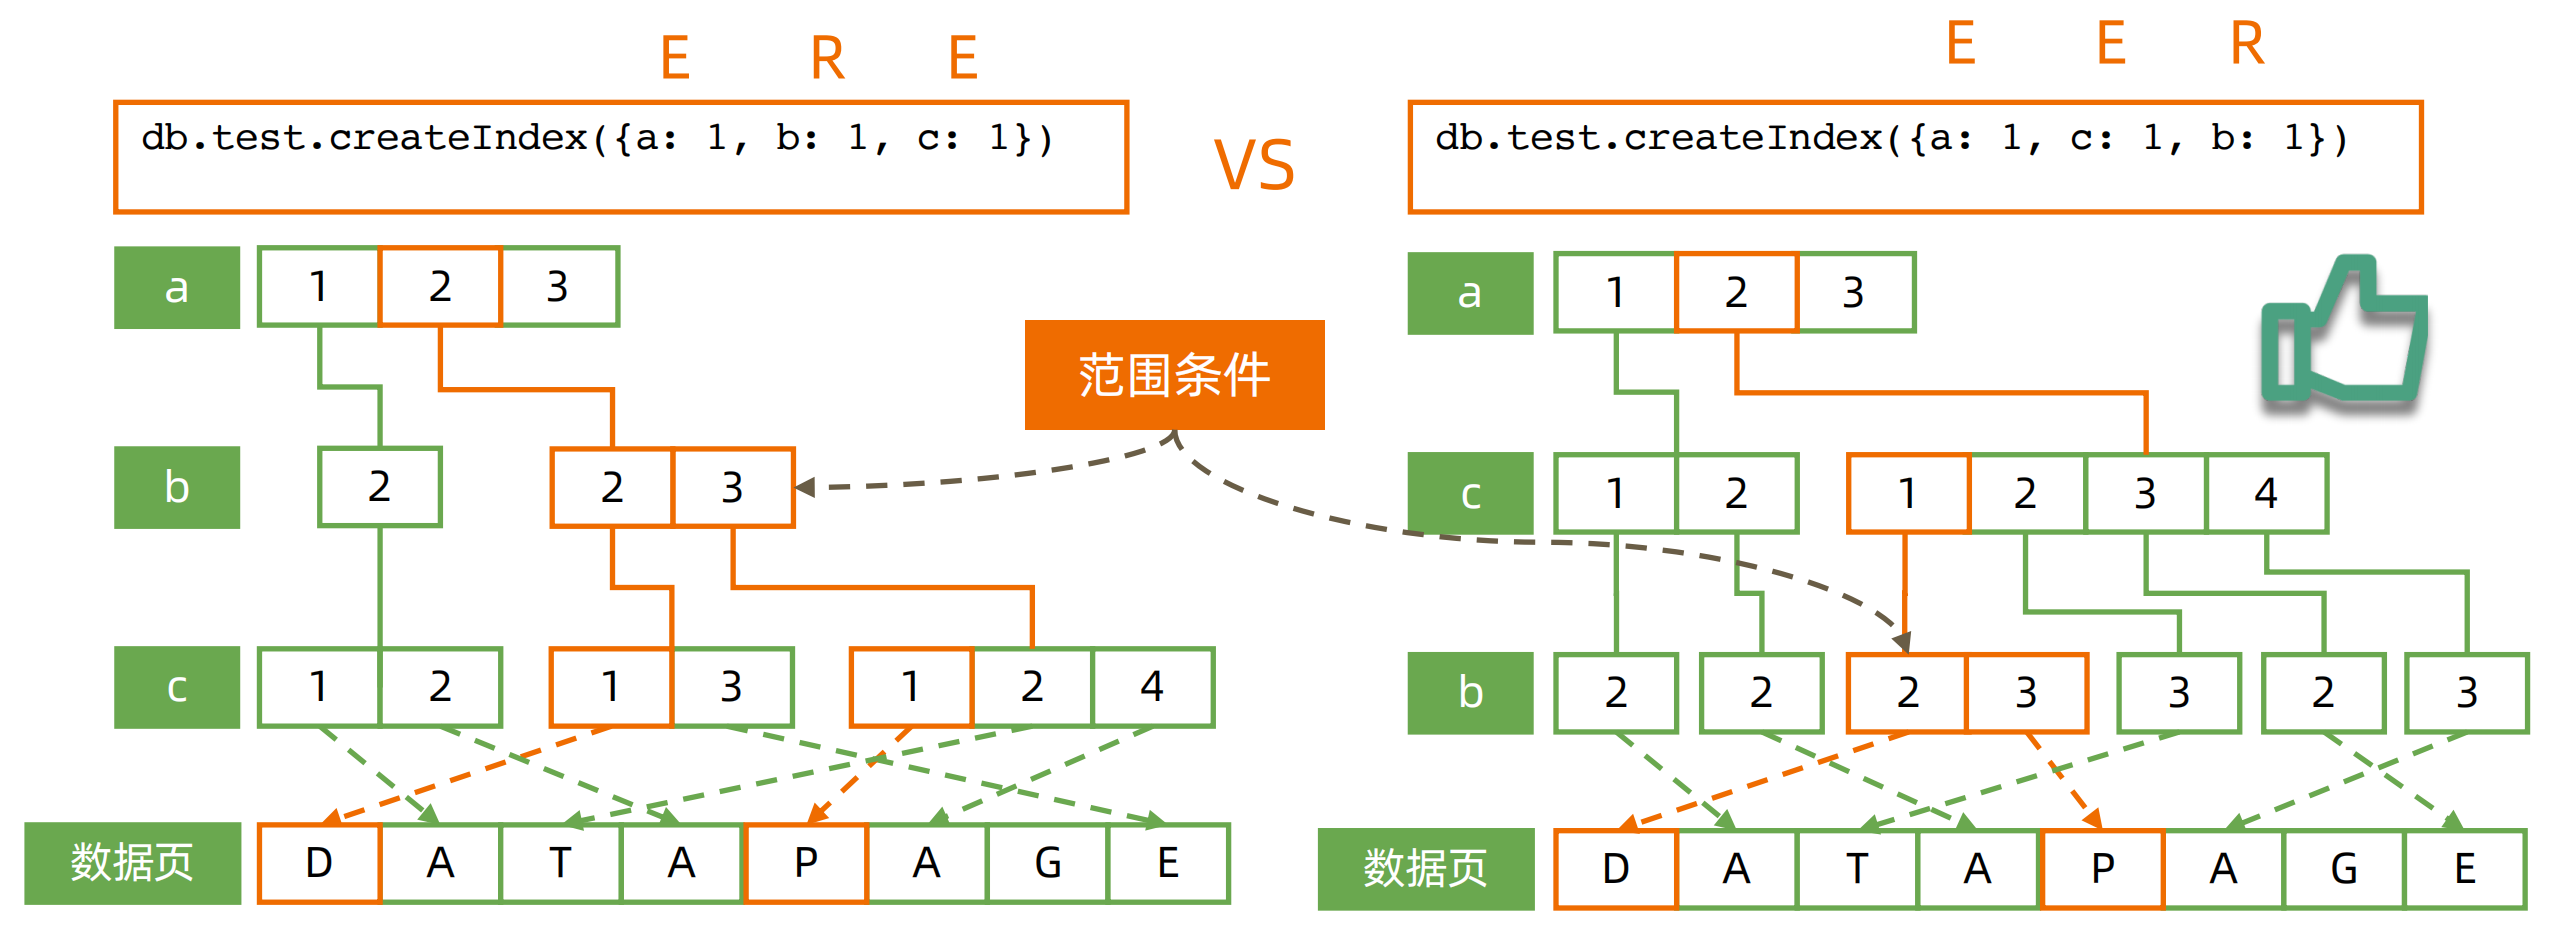 E R E
db.test.createIndex({a: 1, b: 1, c: 1})
a 1 2 3
b 2 2 3
c 1 2 1 3 1 2 4
数据页 D A T A P A G E
VS
范围条件
E E R
db.test.createIndex({a: 1, c: 1, b: 1})
a 1 2 3
c 1 2 1 2 3 4
b 2 2 2 3 3 2 3
数据页 D A T A P A G E